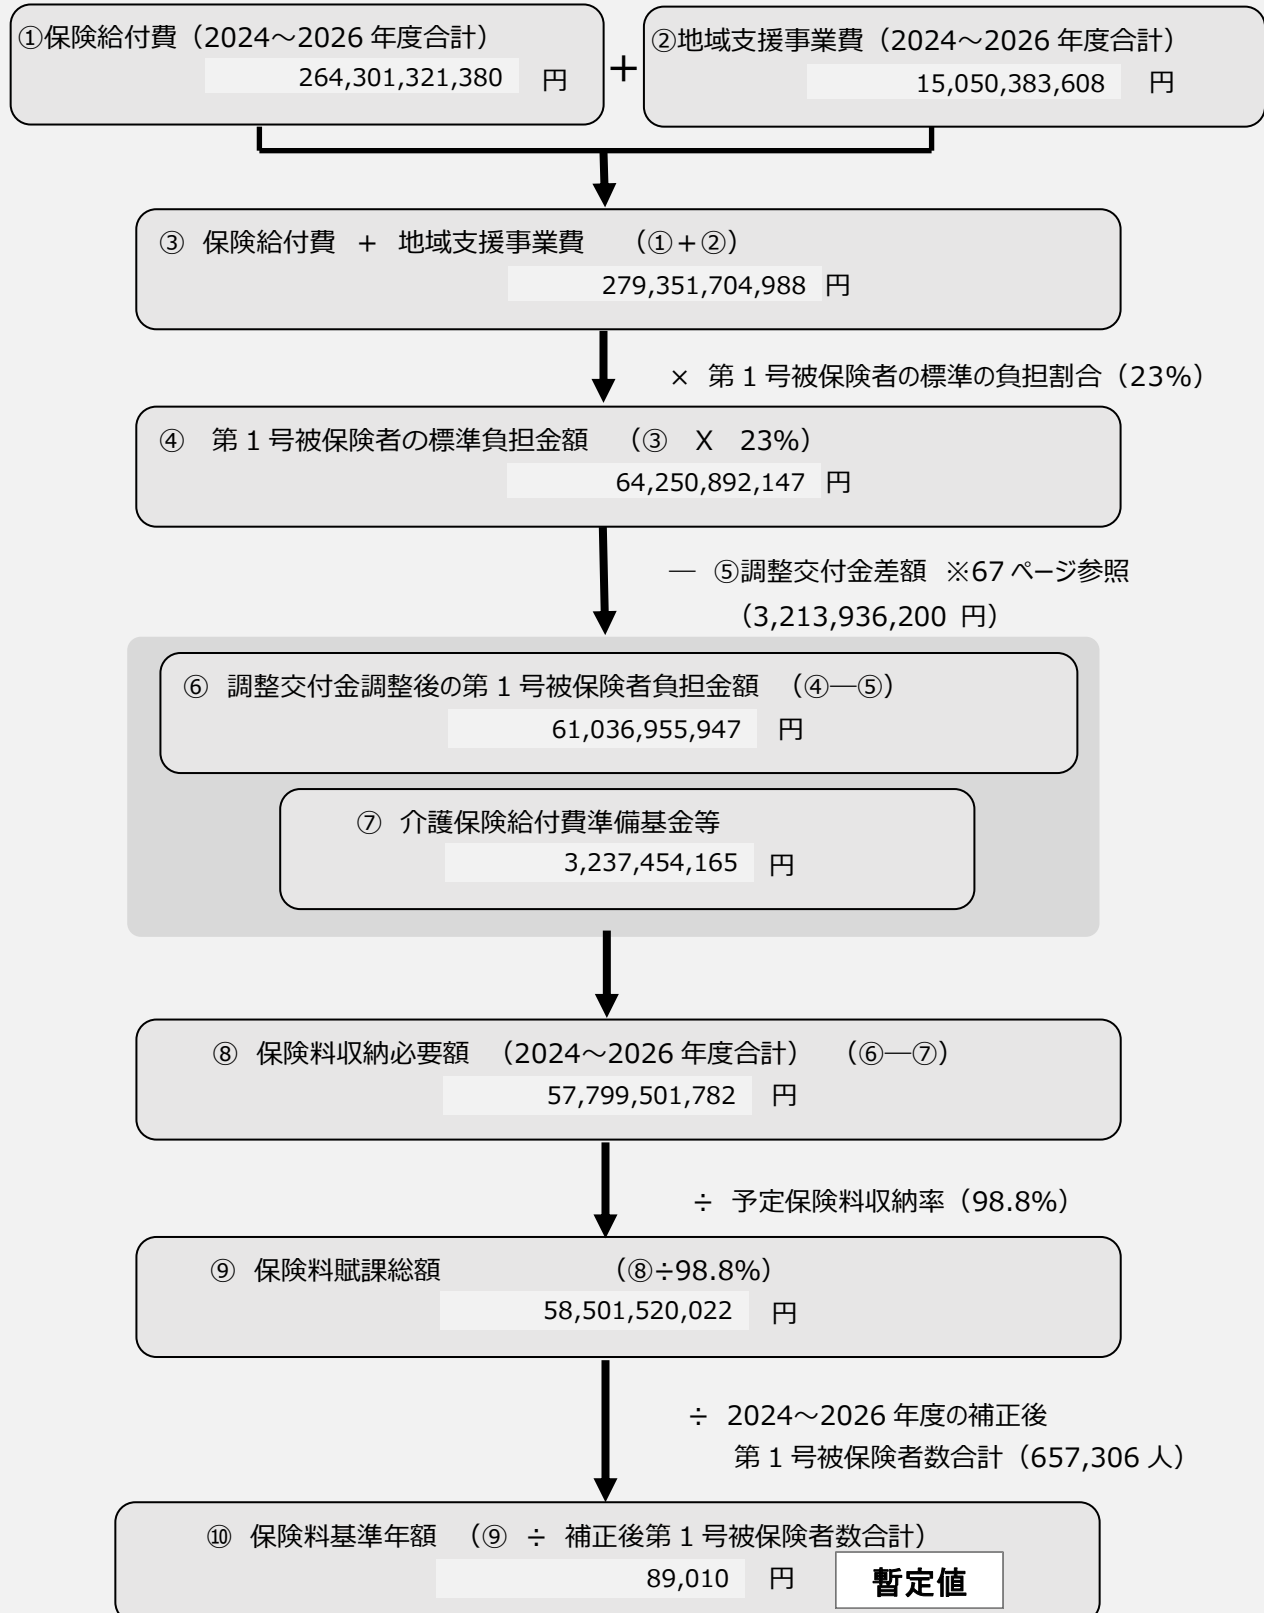 ①保険給付費（2024～2026 年度合計）
264,301,321,380 円
＋
②地域支援事業費（2024～2026 年度合計）
15,050,383,608 円
③ 保険給付費 + 地域支援事業費 （①＋②）
279,351,704,988 円
× 第１号被保険者の標準の負担割合（23%）
④ 第１号被保険者の標準負担金額 （③ X 23%）
64,250,892,147 円
― ⑤調整交付金差額 ※67 ページ参照
（3,213,936,200 円）
⑥ 調整交付金調整後の第１号被保険者負担金額 （④―⑤）
61,036,955,947 円
⑦ 介護保険給付費準備基金等
3,237,454,165 円
⑧ 保険料収納必要額 （2024～2026 年度合計） （⑥―⑦）
57,799,501,782 円
÷ 予定保険料収納率（98.8%）
⑨ 保険料賦課総額 （⑧÷98.8%）
58,501,520,022 円
÷ 2024～2026 年度の補正後
第１号被保険者数合計（657,306 人）
⑩ 保険料基準年額 （⑨ ÷ 補正後第１号被保険者数合計）
89,010 円 暫定値